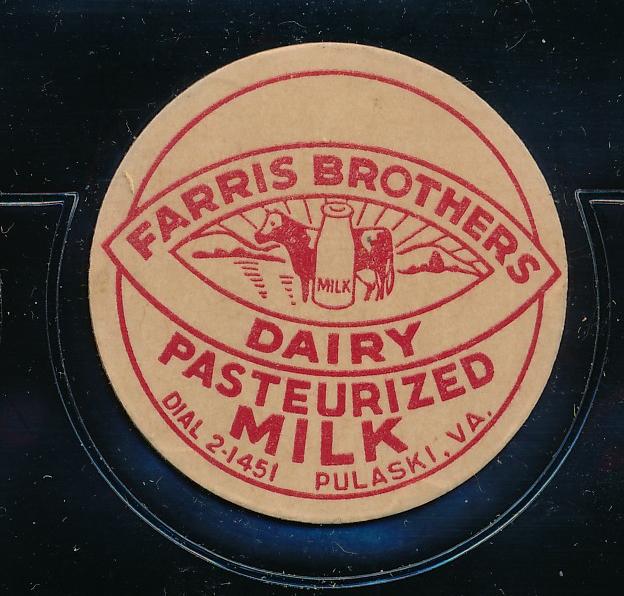 FARRIS BROTHERS
MILK
DAIRY
PASTEURIZED
MILK
DIAL 2-1451 PULASKI, VA.